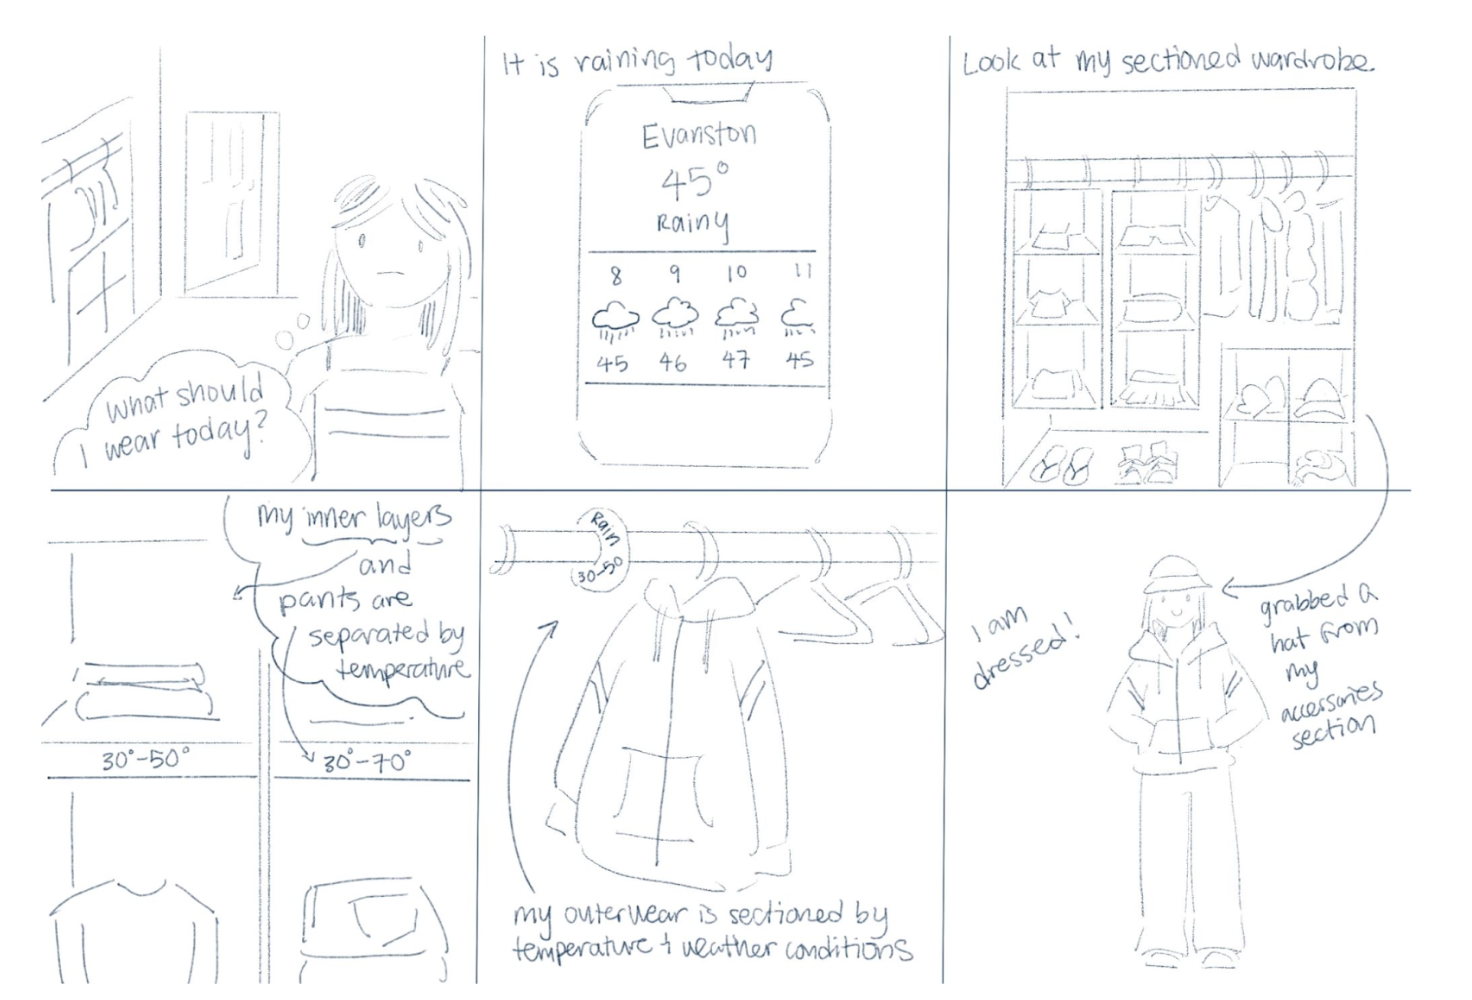 What should
I wear today?
It is raining today
Evanston
45°
Rainy
8 9 10 11
45 46 47 45
Look at my sectioned wardrobe.
my inner layers
and
pants are
separated by
temperature
30°-50°
30°-70°
Rain
30-50
my outerwear is sectioned by
temperature + weather conditions
I am
dressed!
grabbed a
hat from
my
accessories
section